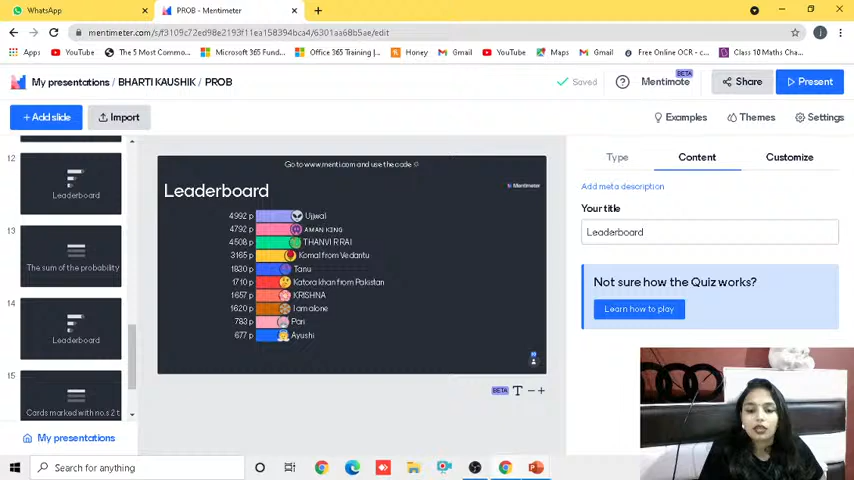 WhatsApp
PROB - Mentimeter
mentimeter.com/s/f3109c72ed98e2193f11ea158394bca4/6301aa68b5ae/edit
Apps
YouTube
The 5 Most Commo...
Microsoft 365 Fund...
Office 365 Training |...
Honey
Gmail
YouTube
Maps
Gmail
Free Online OCR - c...
Class 10 Maths Cha...
My presentations / BHARTI KAUSHIK / PROB
Saved
Mentimote
BETA
Share
Present
+ Add slide
Import
Examples
Themes
Settings
12
Leaderboard
13
The sum of the probability
14
Leaderboard
15
Cards marked with no.s 2 t
My presentations
Go to www.menti.com and use the code
Leaderboard
Mentimeter
4992 p Ujjwal
4792 p AMAN KING
4508 p THANVI R RAI
3165 p Komal from Vedantu
1830 p Tanu
1710 p Katora khan from Pakistan
1657 p KRISHNA
1620 p I am alone
783 p Pari
677 p Ayushi
BETA T − +
Type
Content
Customize
Add meta description
Your title
Leaderboard
Not sure how the Quiz works?
Learn how to play
Search for anything